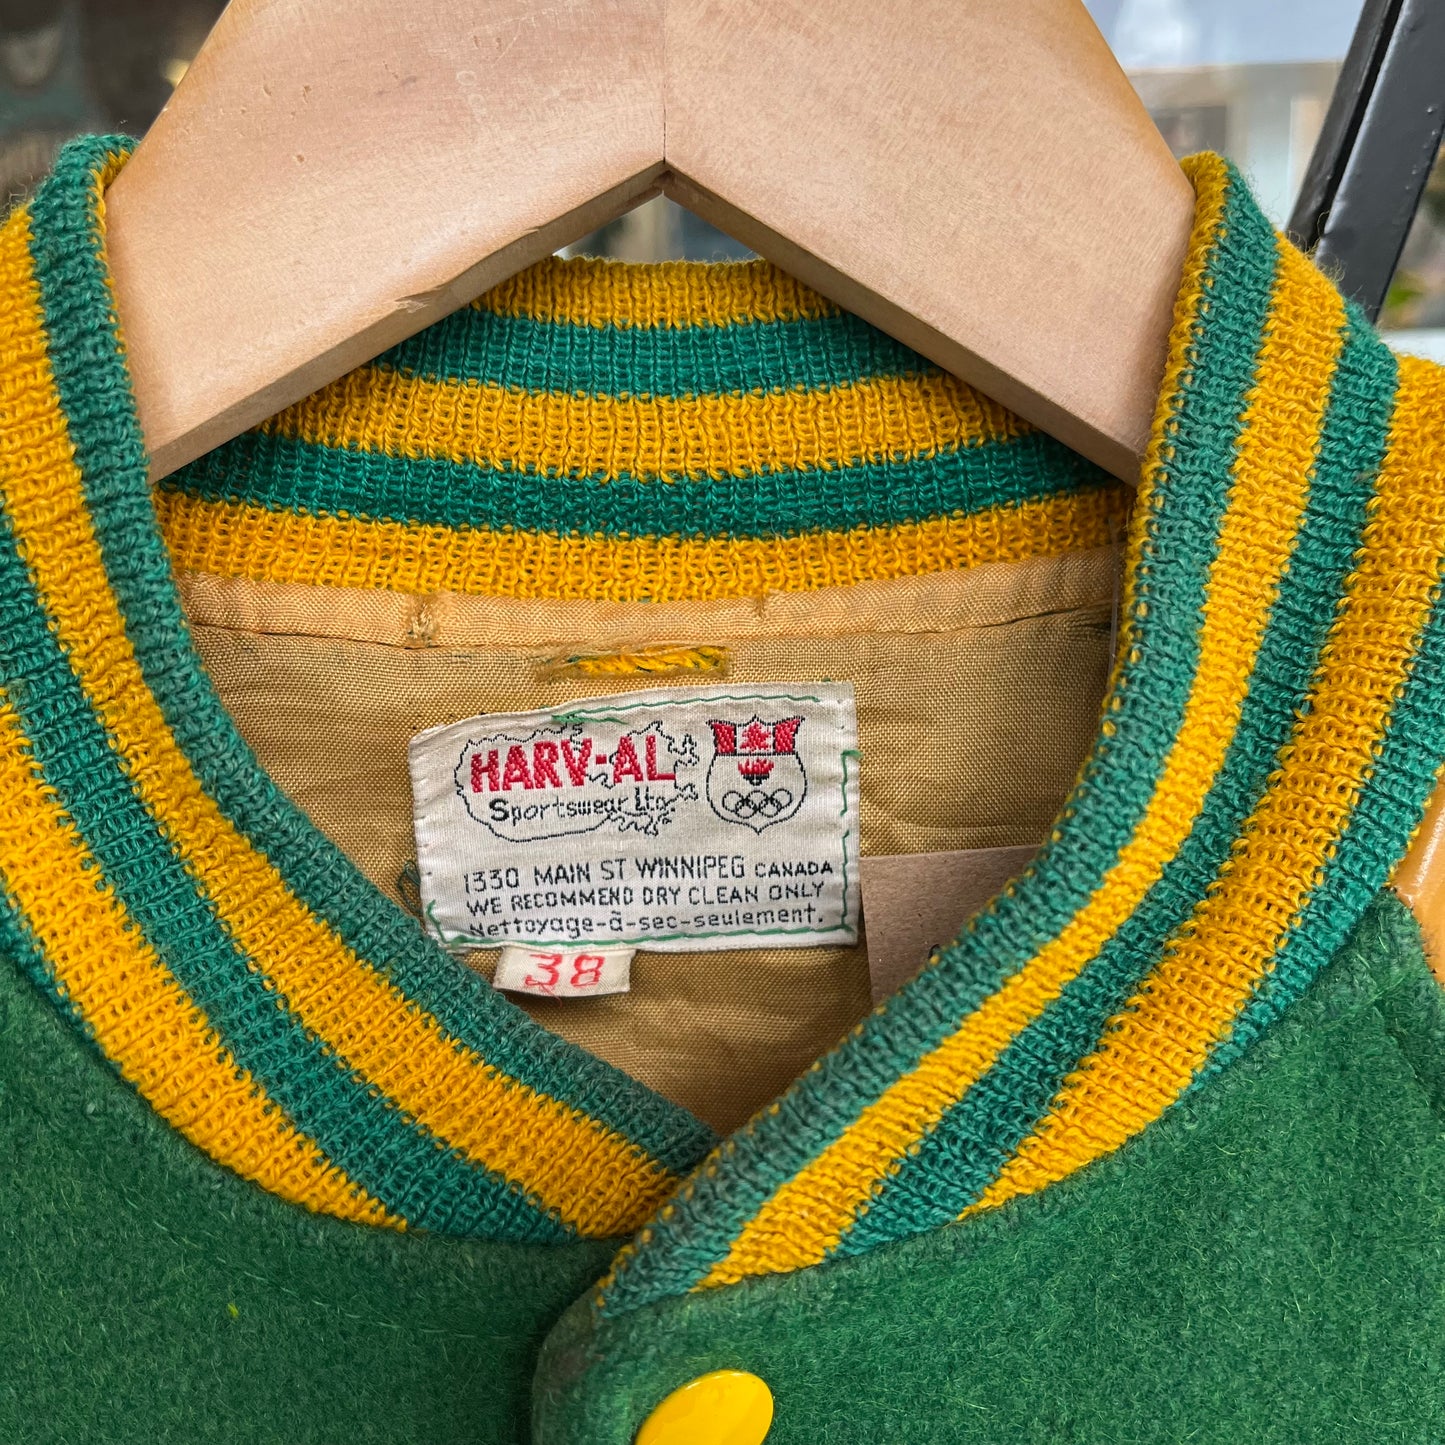 HARV-AL
Sportswear Ltd.
1330 MAIN ST WINNIPEG CANADA
WE RECOMMEND DRY CLEAN ONLY
Nettoyage-à-sec-seulement.
38